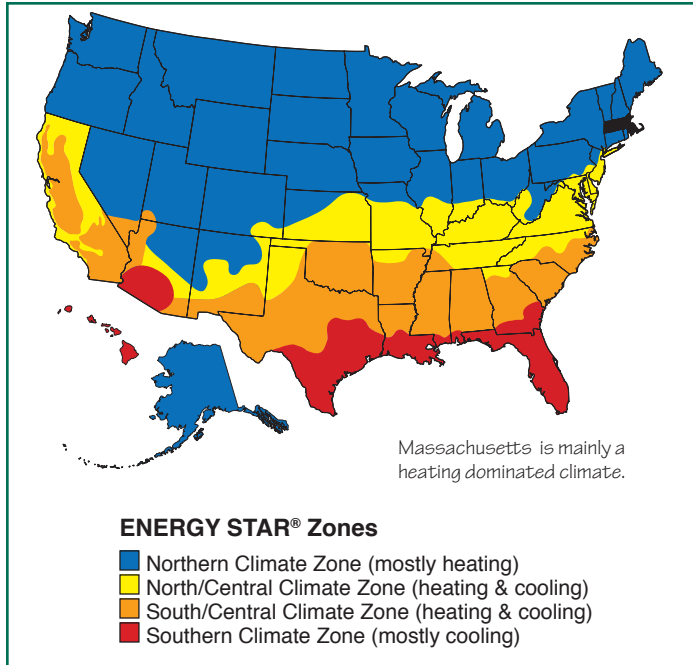 Massachusetts is mainly a
heating dominated climate.
ENERGY STAR® Zones
Northern Climate Zone (mostly heating)
North/Central Climate Zone (heating & cooling)
South/Central Climate Zone (heating & cooling)
Southern Climate Zone (mostly cooling)